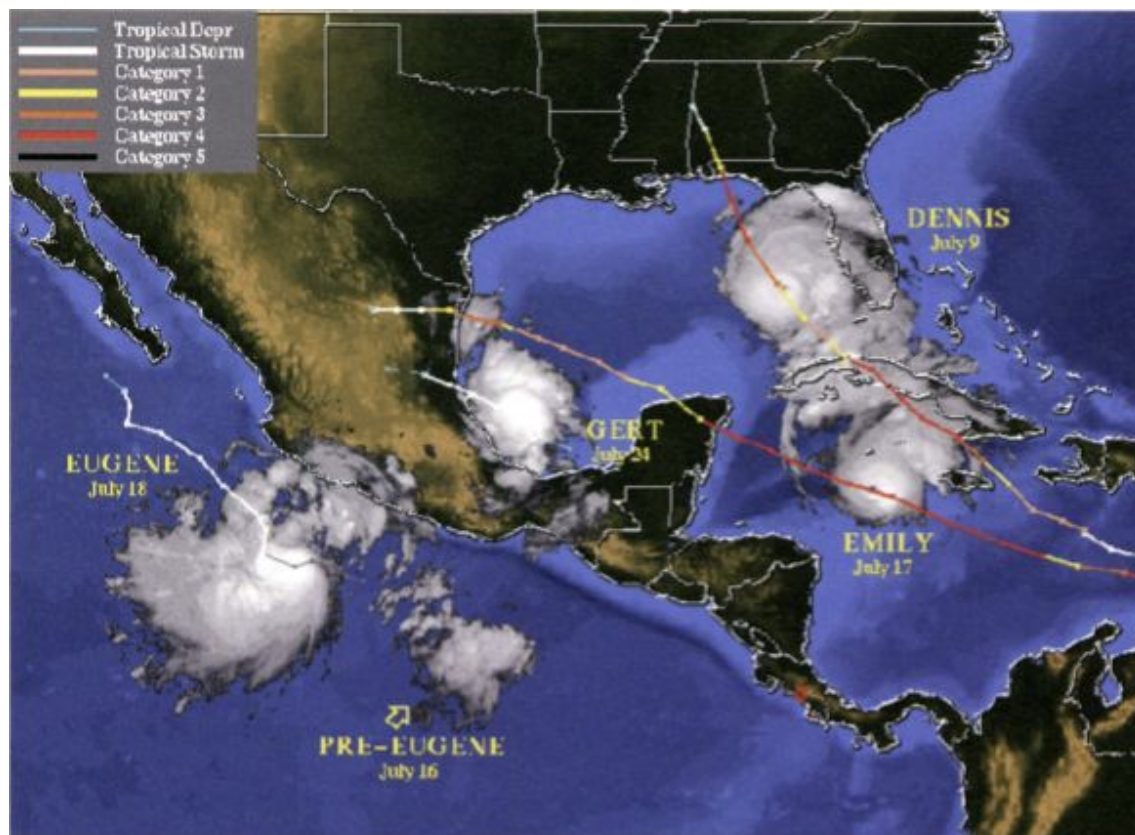 Tropical Depr
Tropical Storm
Category 1
Category 2
Category 3
Category 4
Category 5
DENNIS
July 9
GERT
July 24
EUGENE
July 18
EMILY
July 17
PRE-EUGENE
July 16